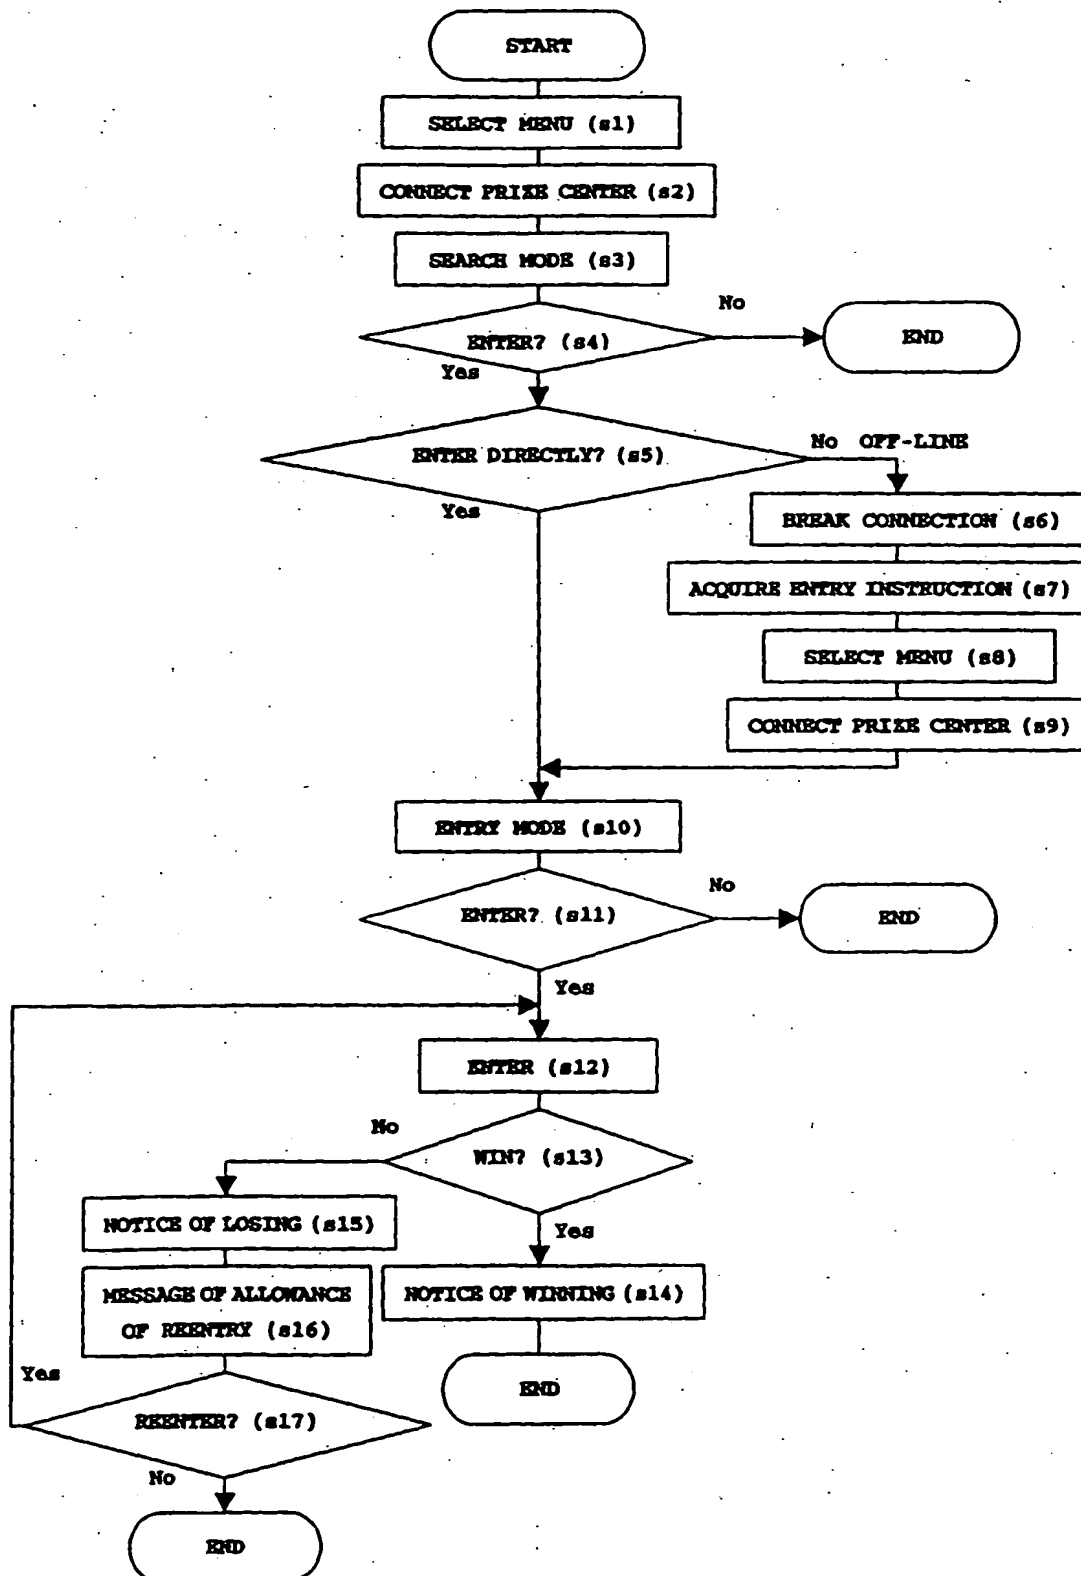 START
SELECT MENU (s1)
CONNECT PRIZE CENTER (s2)
SEARCH MODE (s3)
No
ENTER? (s4)
END
Yes
No OFF-LINE
ENTER DIRECTLY? (s5)
Yes
BREAK CONNECTION (s6)
ACQUIRE ENTRY INSTRUCTION (s7)
SELECT MENU (s8)
CONNECT PRIZE CENTER (s9)
ENTRY MODE (s10)
No
ENTER? (s11)
END
Yes
ENTER (s12)
No
WIN? (s13)
NOTICE OF LOSING (s15)
Yes
MESSAGE OF ALLOWANCE
OF REENTRY (s16)
NOTICE OF WINNING (s14)
Yes
END
REENTER? (s17)
No
END